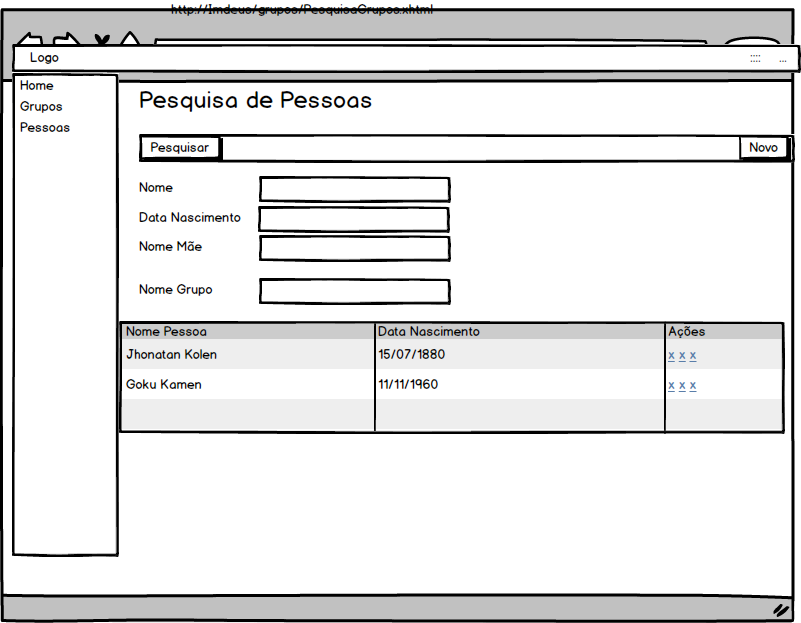 http://Imdeus/grupos/PesquisaGrupos.xhtml
Logo :::: ...
Home
Grupos
Pessoas
Pesquisa de Pessoas
Pesquisar Novo
Nome
Data Nascimento
Nome Mãe
Nome Grupo
Nome Pessoa Data Nascimento Ações
Jhonatan Kolen 15/07/1880 x x x
Goku Kamen 11/11/1960 x x x